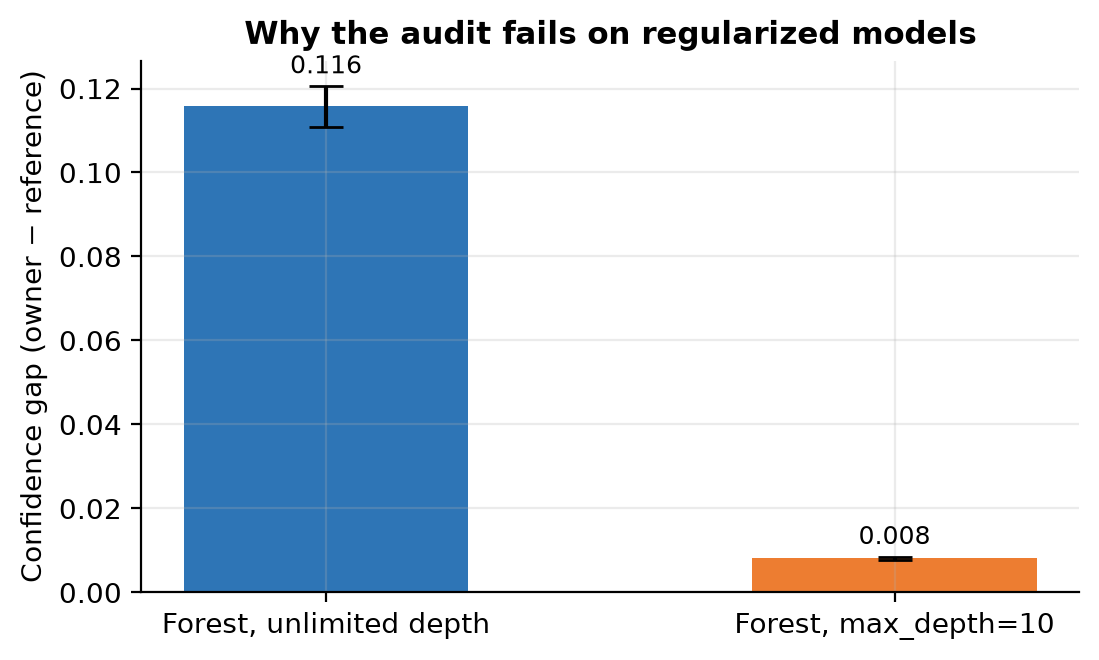 Why the audit fails on regularized models
Confidence gap (owner − reference)
0.116
0.12
0.10
0.08
0.06
0.04
0.02
0.008
0.00
Forest, unlimited depth
Forest, max_depth=10